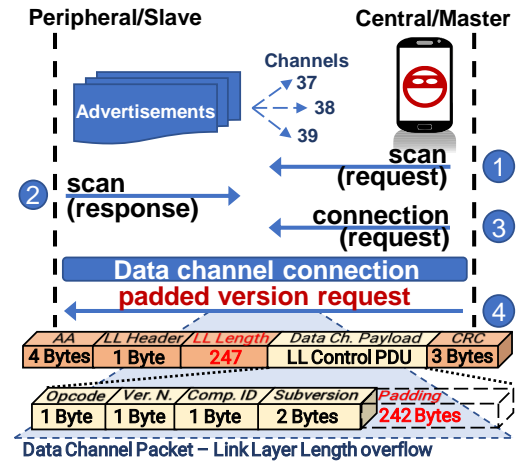 Peripheral/Slave
Central/Master
Channels
37
Advertisements
38
39
scan
(request)
1
2
scan
(response)
connection
(request)
3
Data channel connection
padded version request
4
AA
LL Header
LL Length
Data Ch. Payload
CRC
4 Bytes
1 Byte
247
LL Control PDU
3 Bytes
Opcode
Ver. N.
Comp. ID
Subversion
Padding
1 Byte
1 Byte
1 Byte
2 Bytes
242 Bytes
Data Channel Packet – Link Layer Length overflow